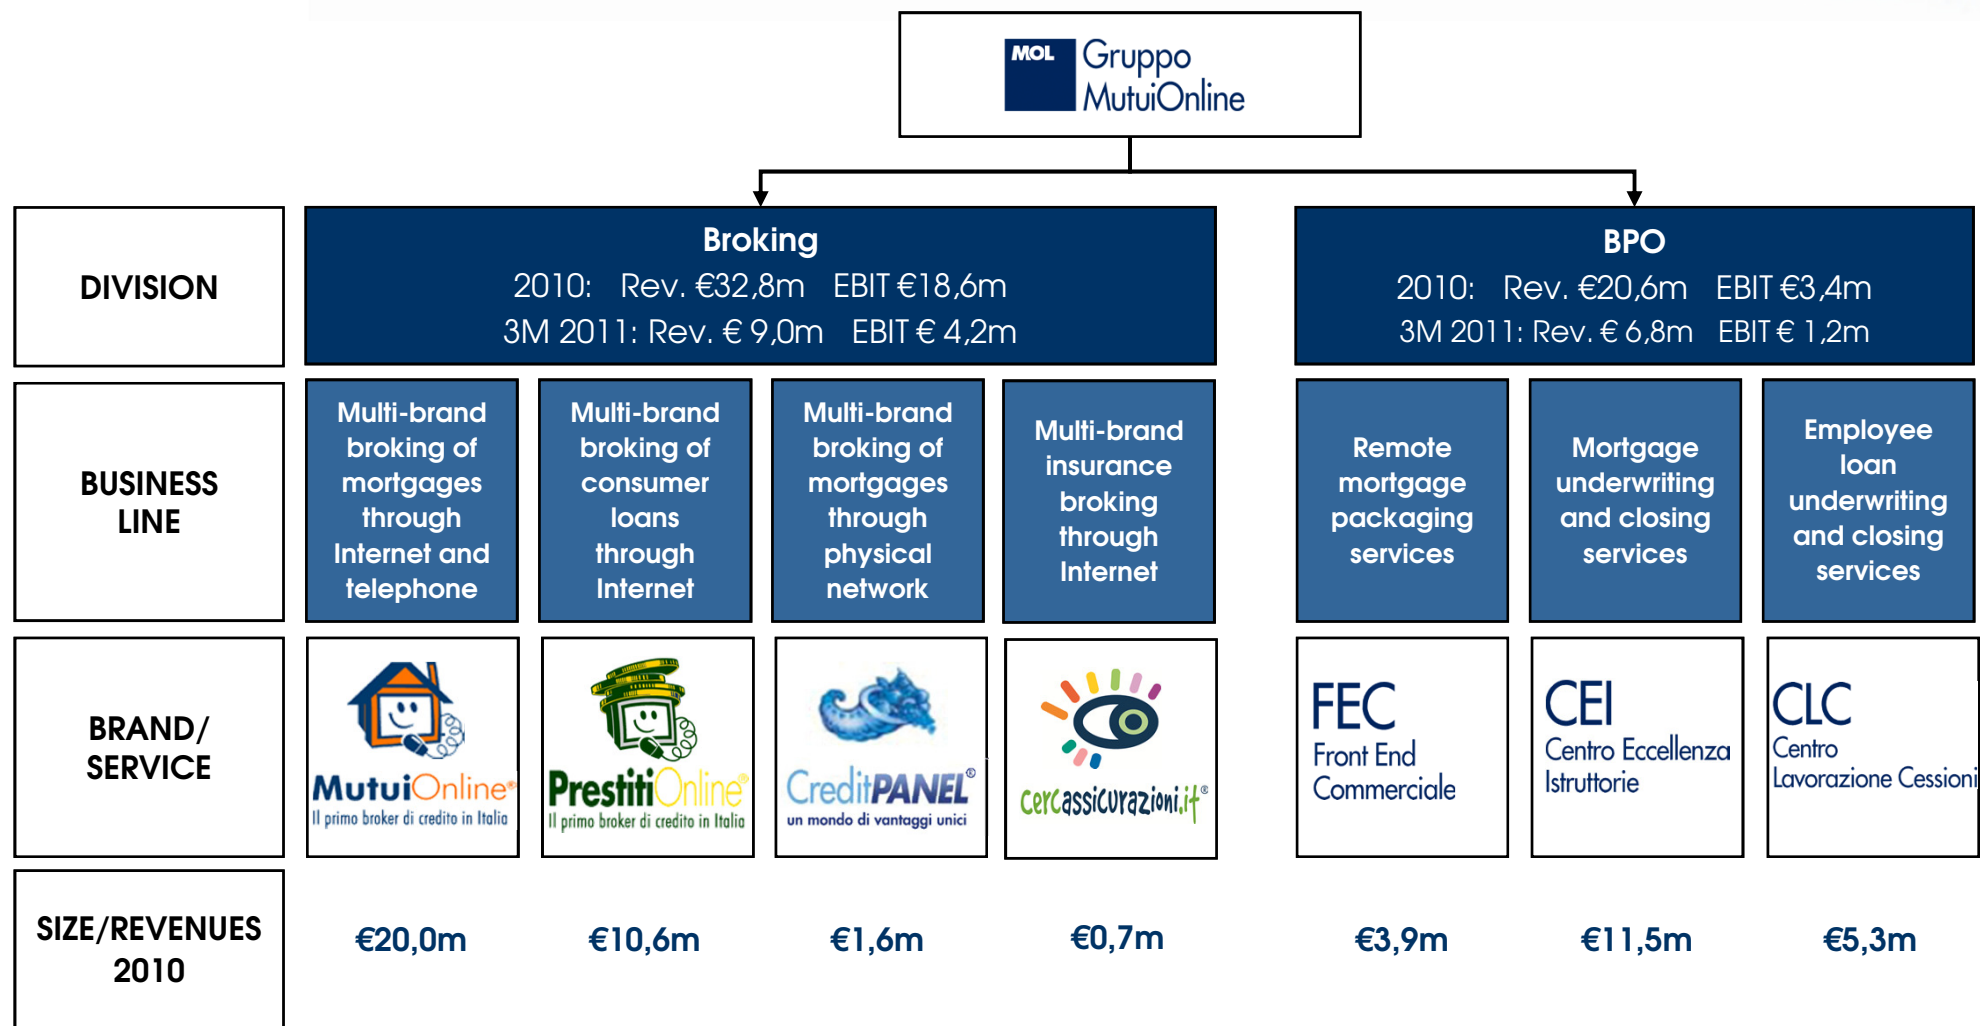 MOL
Gruppo
MutuiOnline
DIVISION
Broking
2010: Rev. €32,8m EBIT €18,6m
3M 2011: Rev. € 9,0m EBIT € 4,2m
BPO
2010: Rev. €20,6m EBIT €3,4m
3M 2011: Rev. € 6,8m EBIT € 1,2m
BUSINESS
LINE
Multi-brand
broking of
mortgages
through
Internet and
telephone
Multi-brand
broking of
consumer
loans
through
Internet
Multi-brand
broking of
mortgages
through
physical
network
Multi-brand
insurance
broking
through
Internet
Remote
mortgage
packaging
services
Mortgage
underwriting
and closing
services
Employee
loan
underwriting
and closing
services
BRAND/
SERVICE
MutuiOnline®
Il primo broker di credito in Italia
PrestitiOnline®
Il primo broker di credito in Italia
CreditPANEL®
un mondo di vantaggi unici
cercassicurazioni.it®
FEC
Front End
Commerciale
CEI
Centro Eccellenza
Istruttorie
CLC
Centro
Lavorazione Cessioni
SIZE/REVENUES
2010
€20,0m
€10,6m
€1,6m
€0,7m
€3,9m
€11,5m
€5,3m